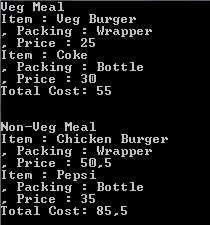 Veg Meal
Item : Veg Burger
, Packing : Wrapper
, Price : 25
Item : Coke
, Packing : Bottle
, Price : 30
Total Cost: 55
Non-Veg Meal
Item : Chicken Burger
, Packing : Wrapper
, Price : 50,5
Item : Pepsi
, Packing : Bottle
, Price : 35
Total Cost: 85,5